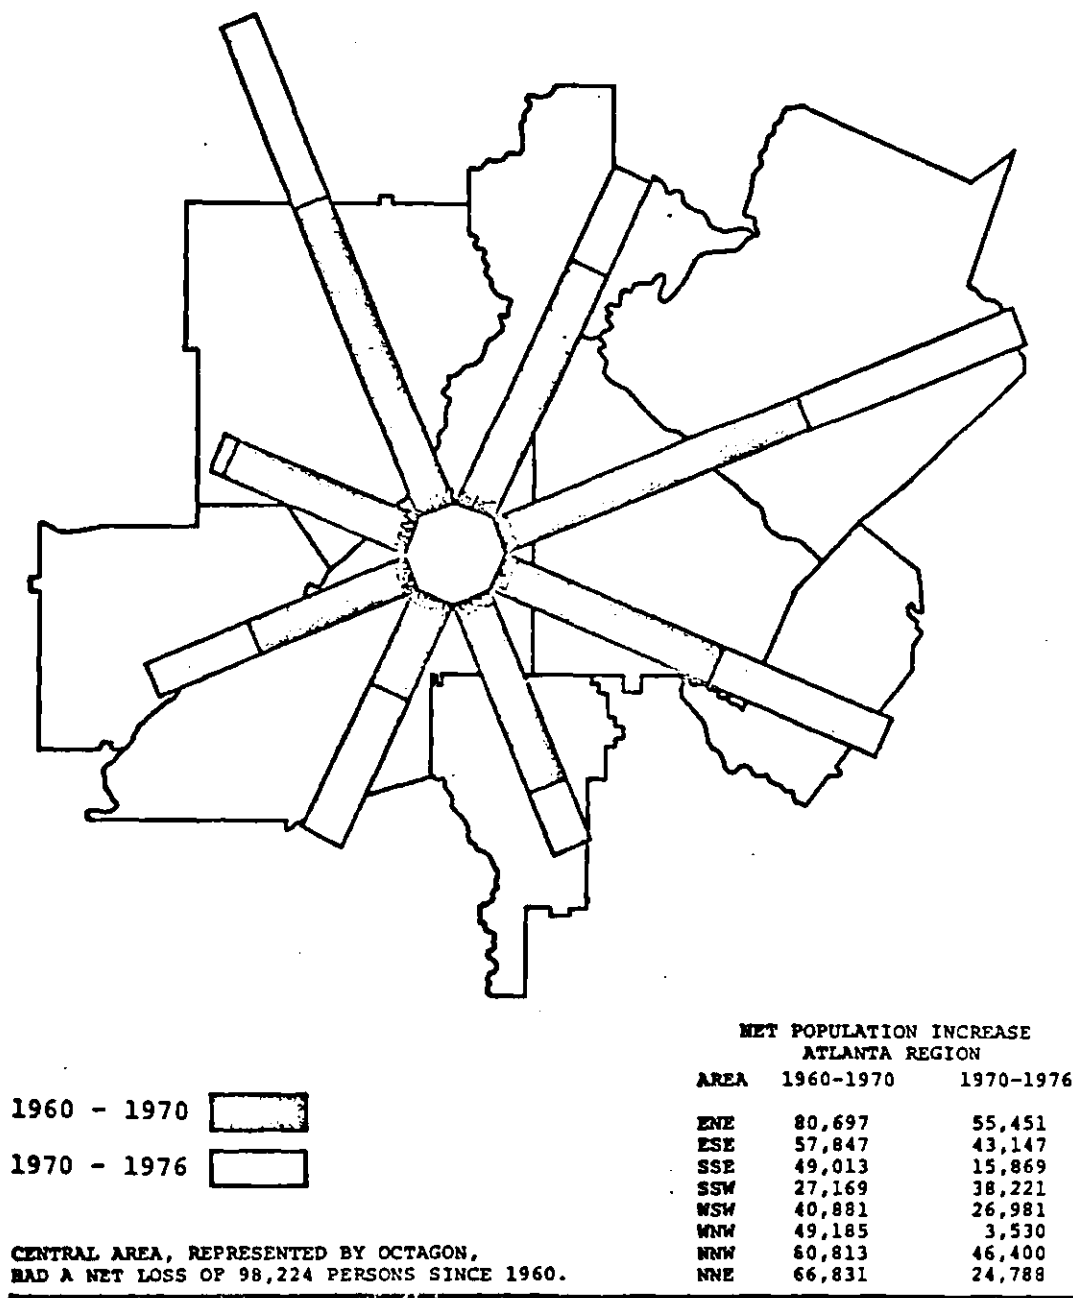 1960 - 1970
1970 - 1976
CENTRAL AREA, REPRESENTED BY OCTAGON,
HAD A NET LOSS OF 98,224 PERSONS SINCE 1960.
NET POPULATION INCREASE
ATLANTA REGION
AREA 1960-1970 1970-1976
ENE 80,697 55,451
ESE 57,847 43,147
SSE 49,013 15,869
SSW 27,169 38,221
WSW 40,881 26,981
WNW 49,185 3,530
NNW 80,813 46,400
NNE 66,831 24,788